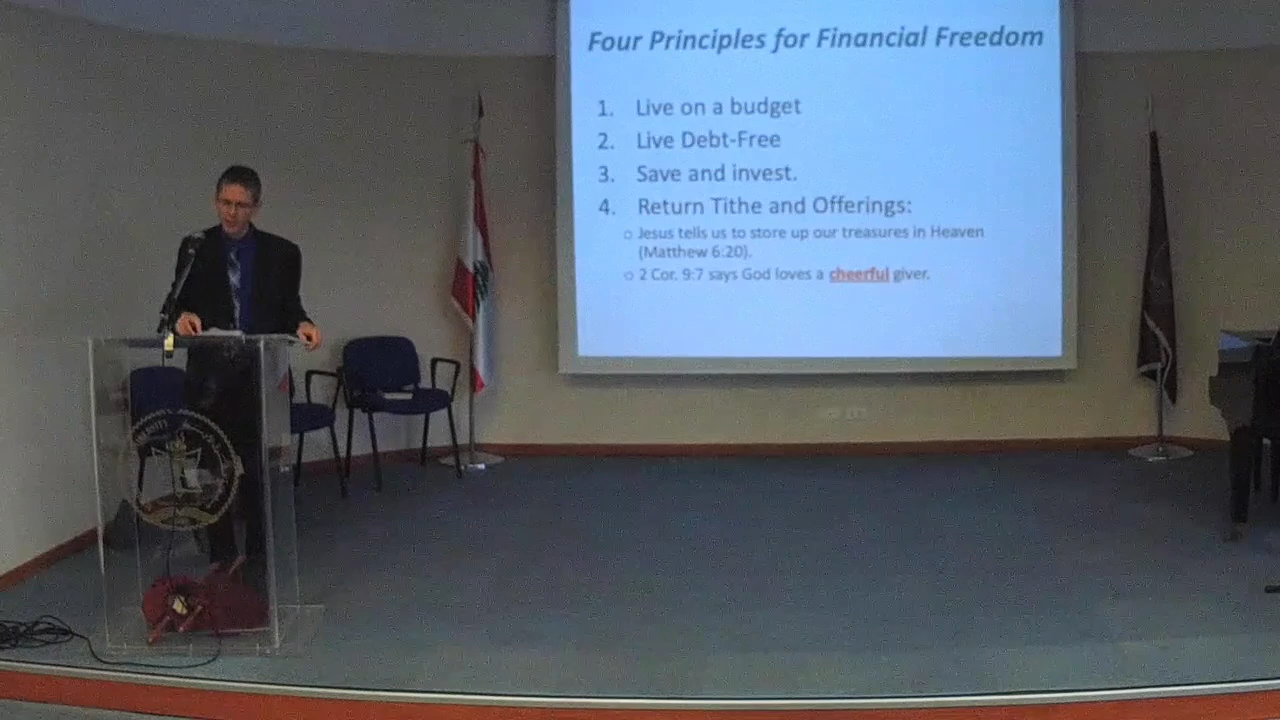 Four Principles for Financial Freedom
1. Live on a budget
2. Live Debt-Free
3. Save and invest.
4. Return Tithe and Offerings:
○ Jesus tells us to store up our treasures in Heaven
(Matthew 6:20).
○ 2 Cor. 9:7 says God loves a cheerful giver.